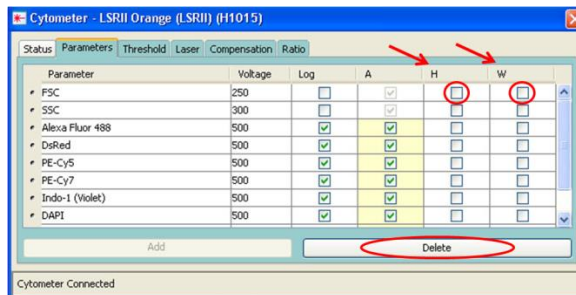 Cytometer - LSRII Orange (LSRII) (H1015)
Status Parameters Threshold Laser Compensation Ratio
Parameter Voltage Log A H W
FSC 250
SSC 300
Alexa Fluor 488 500
DsRed 500
PE-Cy5 500
PE-Cy7 500
Indo-1 (Violet) 500
DAPI 500
Add Delete
Cytometer Connected